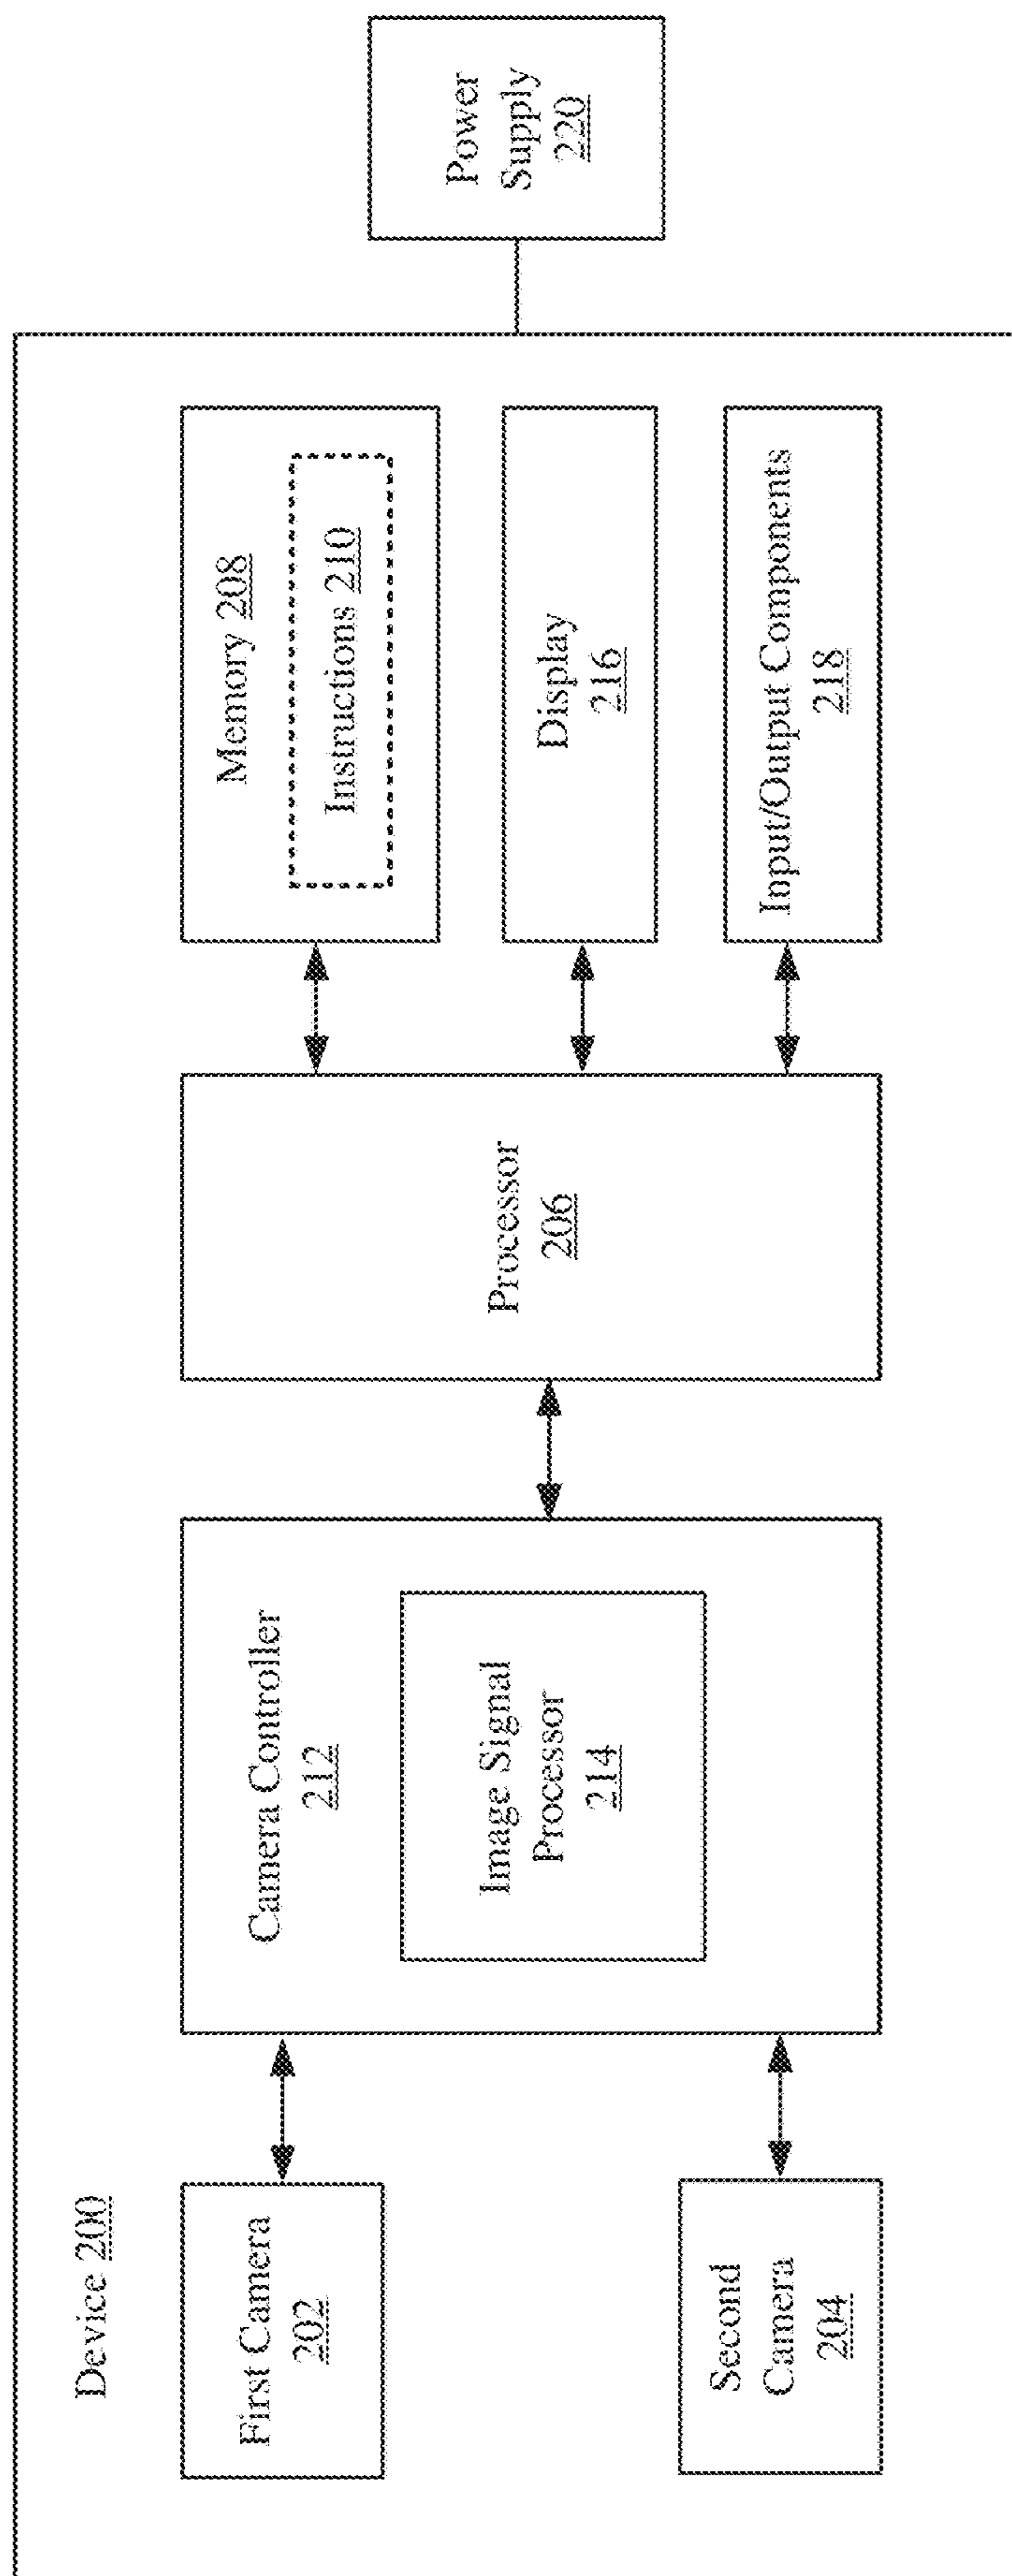 Device 200
First Camera
202
Second
Camera
204
Camera Controller
212
Image Signal
Processor
214
Processor
206
Memory 208
Instructions 210
Display
216
Input/Output Components
218
Power
Supply
220